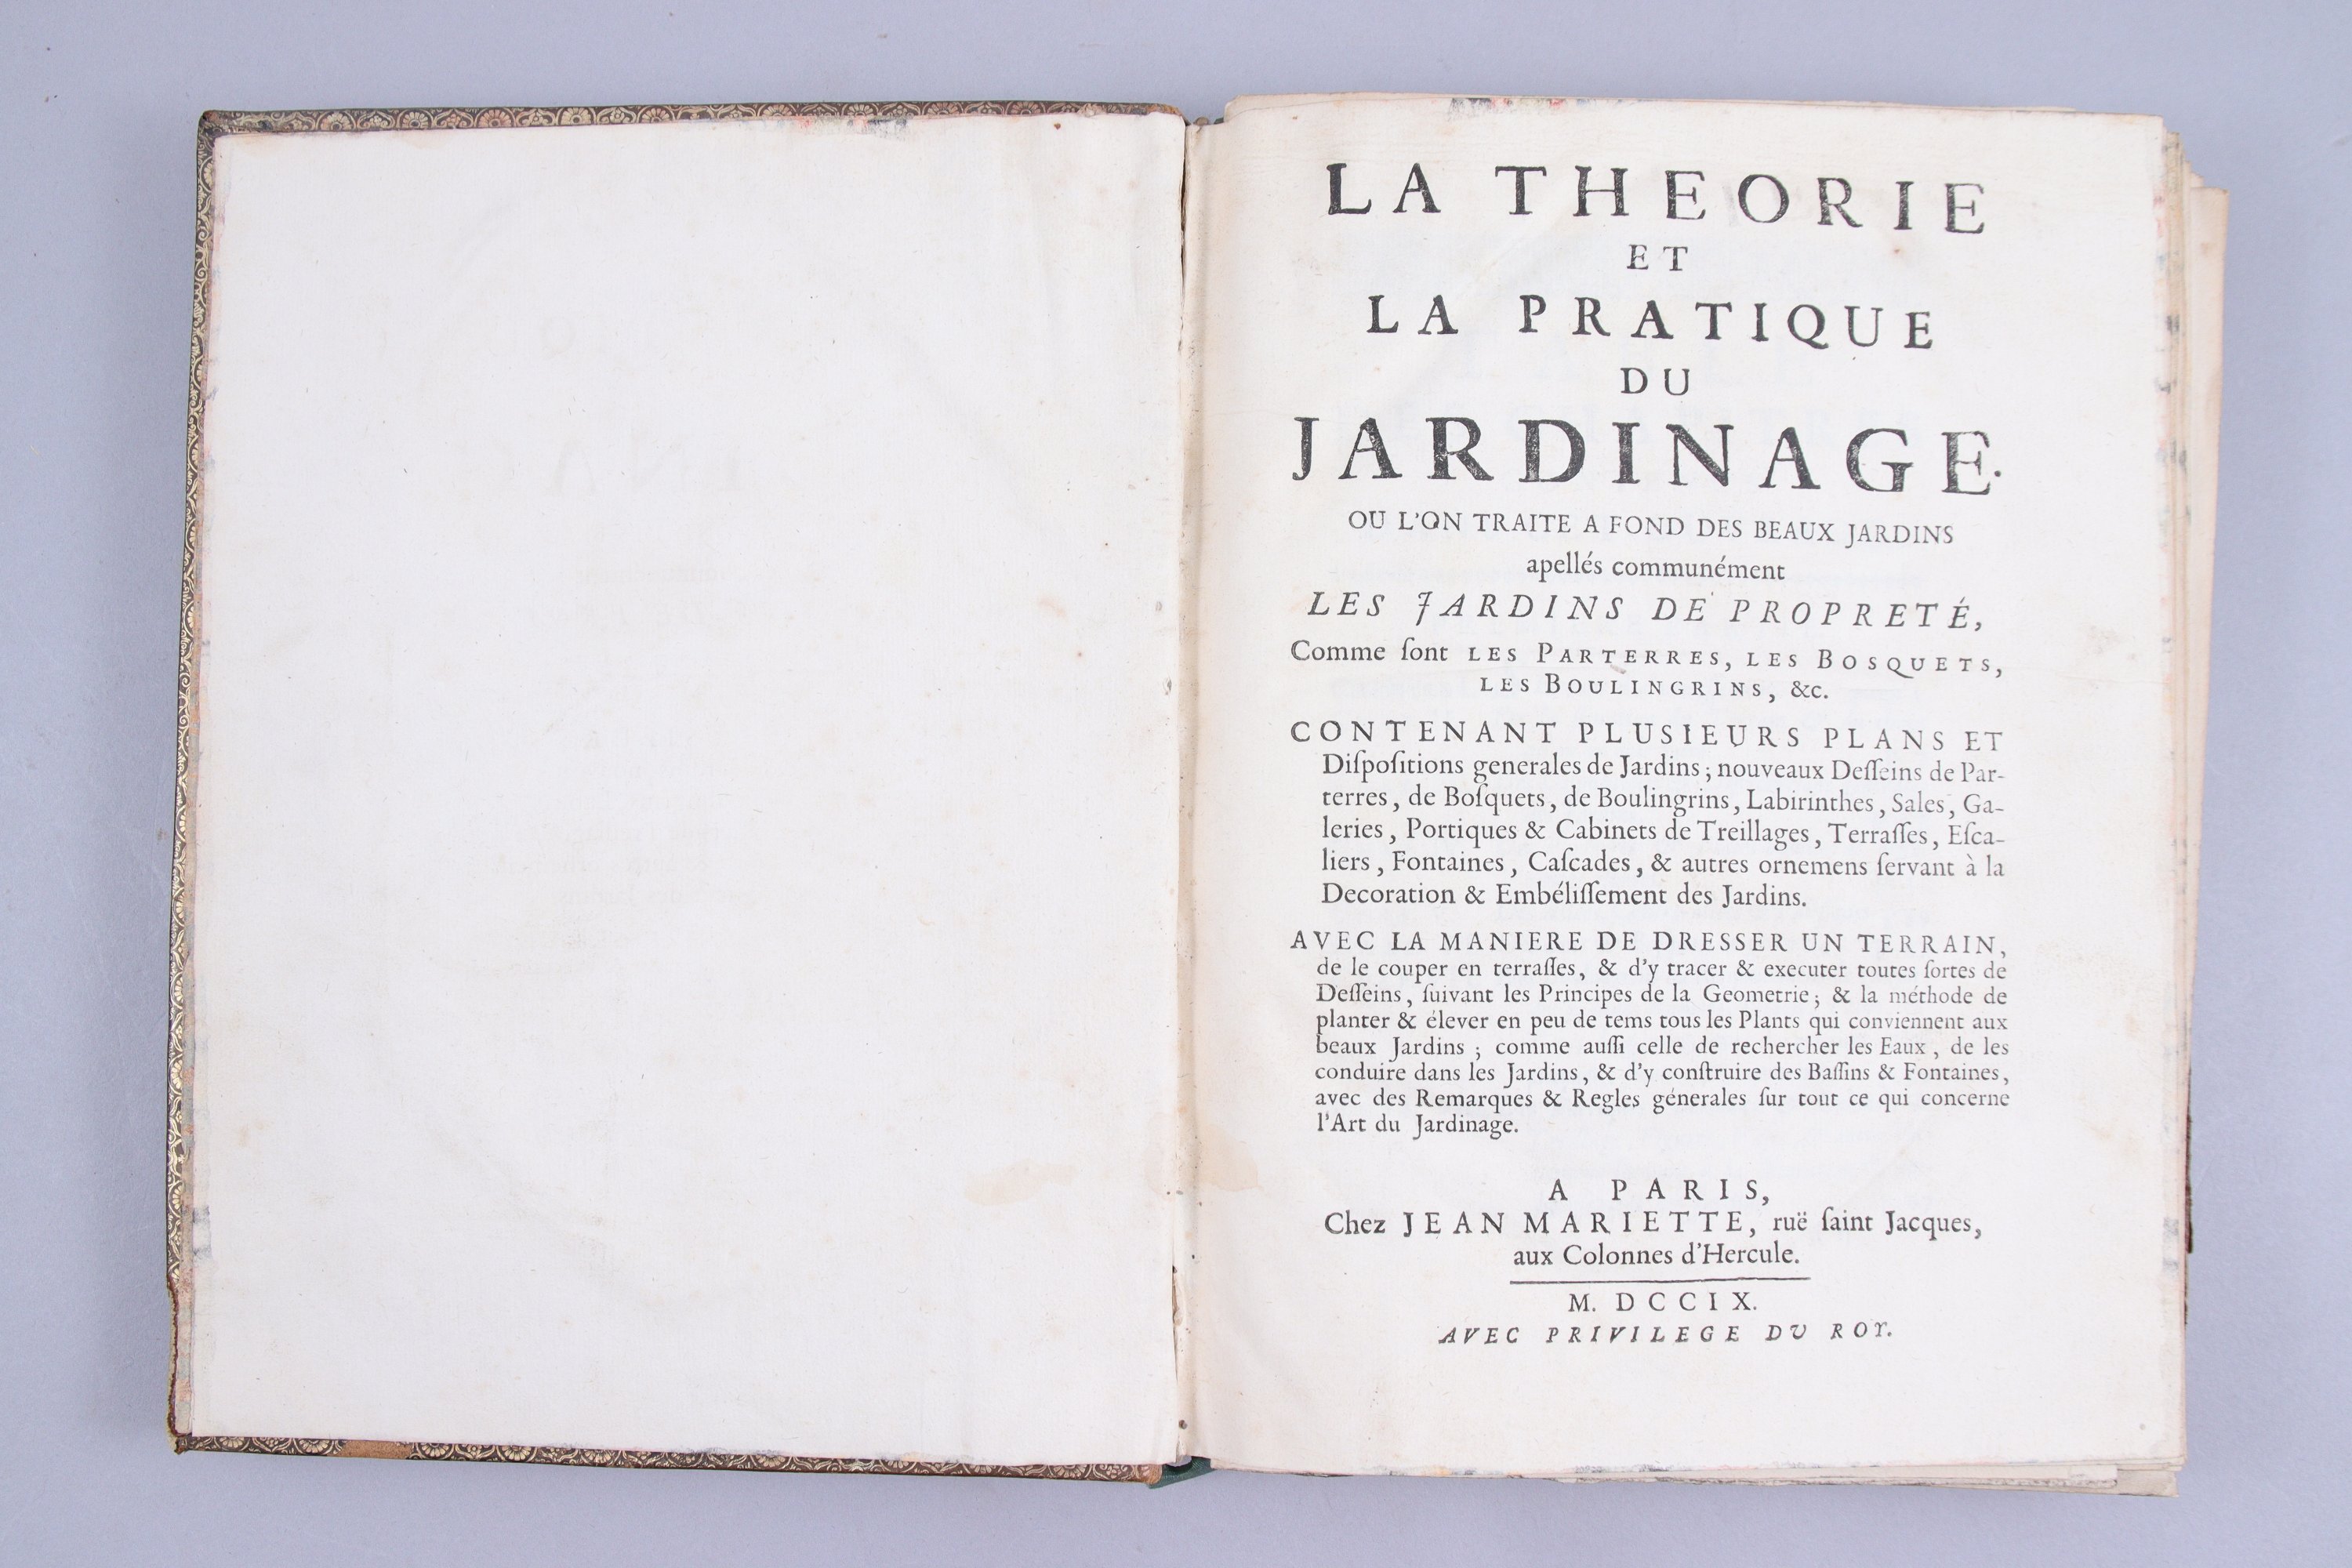 LA THEORIE
ET
LA PRATIQUE
DU
JARDINAGE.
OU L'ON TRAITE A FOND DES BEAUX JARDINS
apellés communément
LES JARDINS DE PROPRETÉ,
Comme ſont LES PARTERRES, LES BOSQUETS,
LES BOULINGRINS, &c.
CONTENANT PLUSIEURS PLANS ET
Diſpoſitions generales de Jardins ; nouveaux Deſſeins de Par-
terres, de Boſquets, de Boulingrins, Labirinthes, Sales, Ga-
leries, Portiques & Cabinets de Treillages, Terraſſes, Eſca-
liers, Fontaines, Caſcades, & autres ornemens ſervant à la
Decoration & Embéliſſement des Jardins.
AVEC LA MANIERE DE DRESSER UN TERRAIN,
de le couper en terraſſes, & d'y tracer & executer toutes ſortes de
Deſſeins, ſuivant les Principes de la Geometrie ; & la méthode de
planter & élever en peu de tems tous les Plants qui conviennent aux
beaux Jardins ; comme auſſi celle de rechercher les Eaux, de les
conduire dans les Jardins, & d'y conſtruire des Baſſins & Fontaines,
avec des Remarques & Regles génerales ſur tout ce qui concerne
l'Art du Jardinage.
A PARIS,
Chez JEAN MARIETTE, ruë ſaint Jacques,
aux Colonnes d'Hercule.
M. DCCIX.
AVEC PRIVILEGE DU ROY.